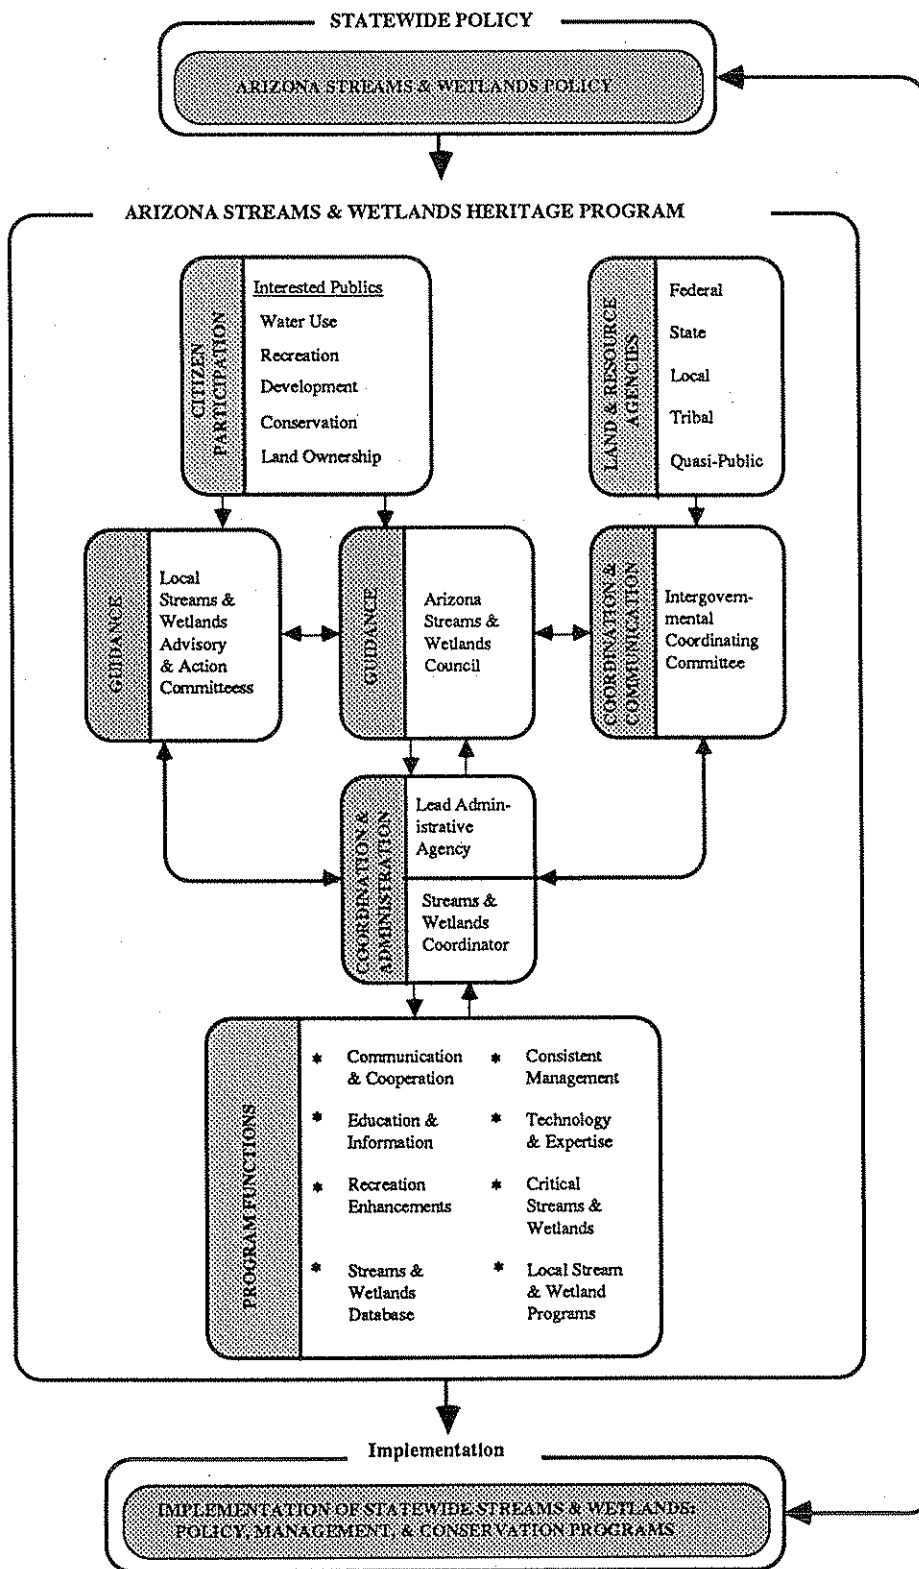 STATEWIDE POLICY
ARIZONA STREAMS & WETLANDS POLICY
ARIZONA STREAMS & WETLANDS HERITAGE PROGRAM
CITIZEN
PARTICIPATION
Interested Publics
Water Use
Recreation
Development
Conservation
Land Ownership
LAND & RESOURCE
AGENCIES
Federal
State
Local
Tribal
Quasi-Public
GUIDANCE
Local
Streams &
Wetlands
Advisory
& Action
Committeess
GUIDANCE
Arizona
Streams &
Wetlands
Council
COORDINATION &
COMMUNICATION
Intergovern-
mental
Coordinating
Committee
COORDINATION &
ADMINISTRATION
Lead Admin-
istrative
Agency
Streams &
Wetlands
Coordinator
PROGRAM FUNCTIONS
* Communication
& Cooperation
* Education &
Information
* Recreation
Enhancements
* Streams &
Wetlands
Database
* Consistent
Management
* Technology
& Expertise
* Critical
Streams &
Wetlands
* Local Stream
& Wetland
Programs
Implementation
IMPLEMENTATION OF STATEWIDE STREAMS & WETLANDS:
POLICY, MANAGEMENT, & CONSERVATION PROGRAMS